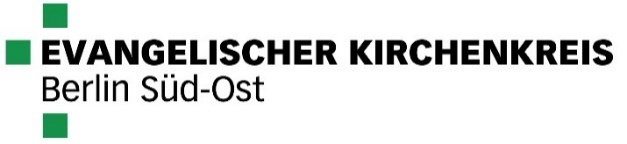 EVANGELISCHER KIRCHENKREIS
Berlin Süd-Ost